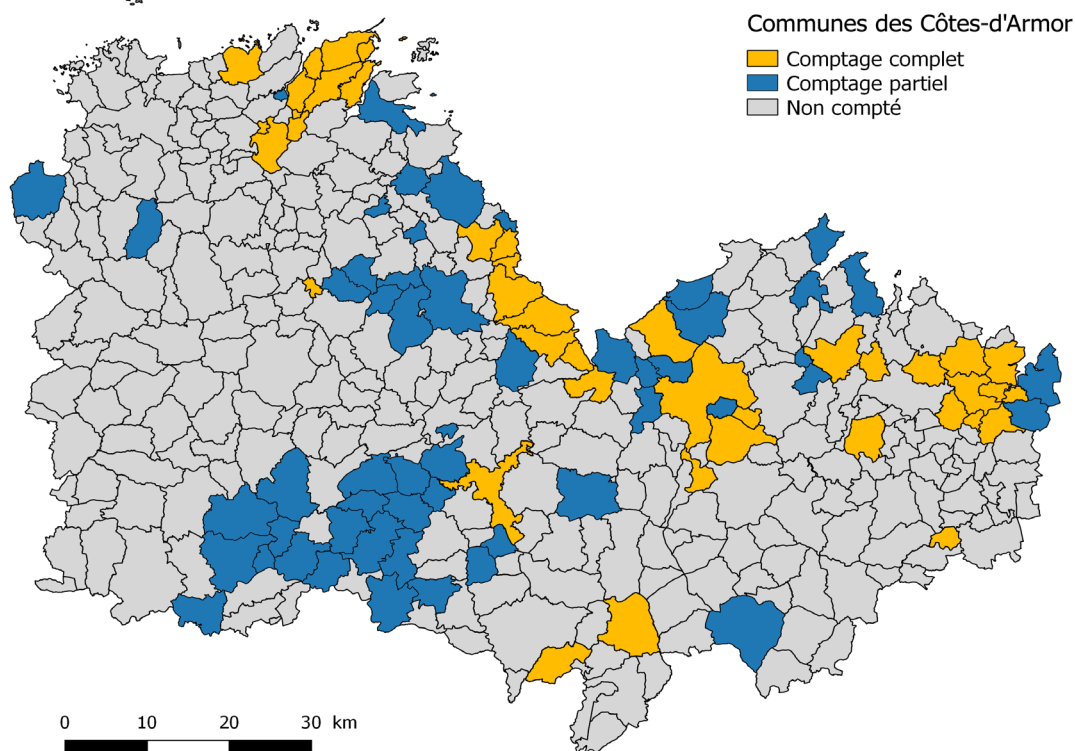 Communes des Côtes-d'Armor
Comptage complet
Comptage partiel
Non compté
0 10 20 30 km